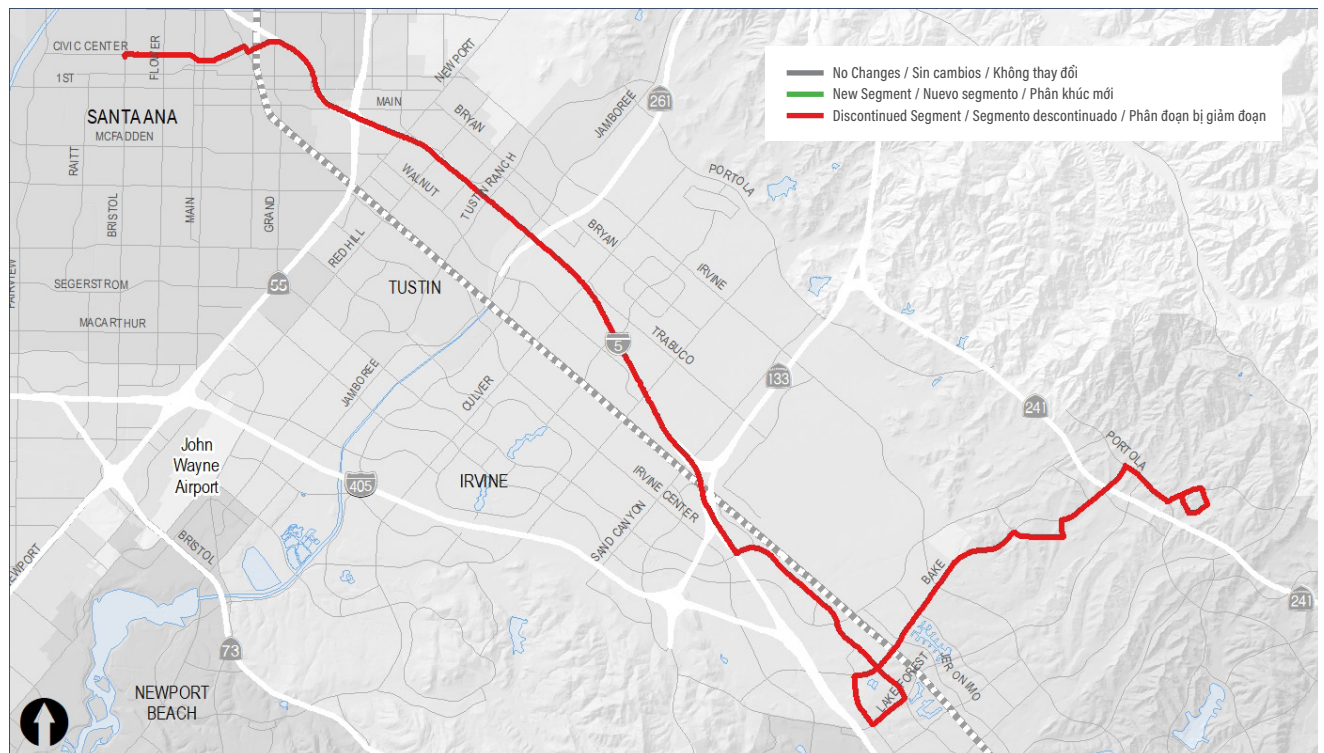 No Changes / Sin cambios / Không thay đổi
New Segment / Nuevo segmento / Phân khúc mới
Discontinued Segment / Segmento descontinuado / Phân đoạn bị giảm đoạn
CIVIC CENTER
FLOWER
1ST
SANTA ANA
MCFADDEN
RAITT
BRISTOL
MAIN
GRAND
FAIRVIEW
SEGERSTROM
MACARTHUR
55
RED HILL
MAIN
NEWPORT
BRYAN
WALNUT
TUSTIN RANCH
JAMBOREE
261
PORTOLA
BRYAN
IRVINE
TUSTIN
5
TRABUCO
133
JAMBOREE
CULVER
241
PORTOLA
John
Wayne
Airport
405
IRVINE
IRVINE CENTER
SAND CANYON
BRISTOL
NEWPORT
BAKE
241
73
LAKE FOREST
JERONIMO
NEWPORT
BEACH